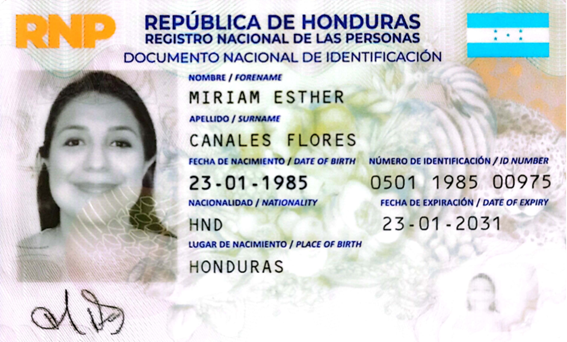 RNP
REPÚBLICA DE HONDURAS
REGISTRO NACIONAL DE LAS PERSONAS
DOCUMENTO NACIONAL DE IDENTIFICACIÓN
NOMBRE / FORENAME
MIRIAM ESTHER
APELLIDO / SURNAME
CANALES FLORES
FECHA DE NACIMIENTO / DATE OF BIRTH NÚMERO DE IDENTIFICACIÓN / ID NUMBER
23-01-1985 0501 1985 00975
NACIONALIDAD / NATIONALITY FECHA DE EXPIRACIÓN / DATE OF EXPIRY
HND 23-01-2031
LUGAR DE NACIMIENTO / PLACE OF BIRTH
HONDURAS